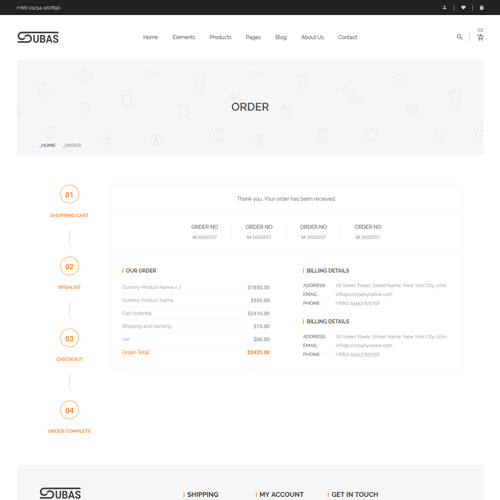 (+88) 01234-567890
SUBAS
Home Elements Products Pages Blog About Us Contact
02
ORDER
_HOME _ORDER
01
SHOPPING CART
02
WISHLIST
03
CHECKOUT
04
ORDER COMPLETE
Thank you. Your order has been received.
ORDER NO ORDER NO ORDER NO ORDER NO
M 2653257 M 2653257 M 2653257 M 2653257
OUR ORDER
Dummy Product Name x 2 $1855.00
Dummy Product Name $555.00
Cart Subtotal $2410.00
Shipping and Handing $15.00
Vat $00.00
Order Total $2425.00
BILLING DETAILS
ADDRESS: 28 Green Tower, Street Name, New York City, USA
EMAIL: info@companyname.com
PHONE : (+880) 19453 821758
BILLING DETAILS
ADDRESS: 28 Green Tower, Street Name, New York City, USA
EMAIL: info@companyname.com
PHONE : (+880) 19453 821758
SUBAS
SHIPPING MY ACCOUNT GET IN TOUCH